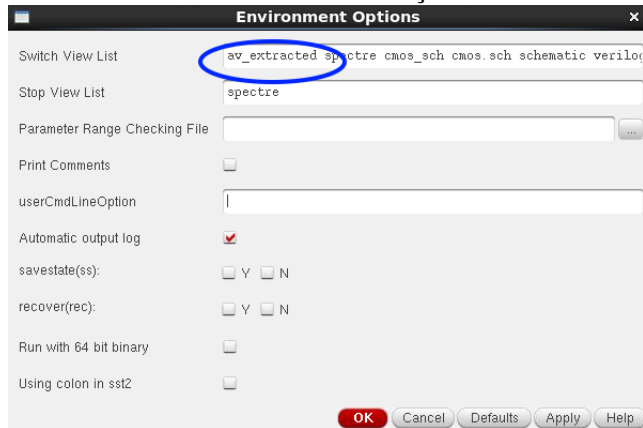 Environment Options
Switch View List av_extracted spectre cmos_sch cmos.sch schematic verilog
Stop View List spectre
Parameter Range Checking File ...
Print Comments
userCmdLineOption
Automatic output log
savestate(ss): Y N
recover(rec): Y N
Run with 64 bit binary
Using colon in sst2
OK Cancel Defaults Apply Help